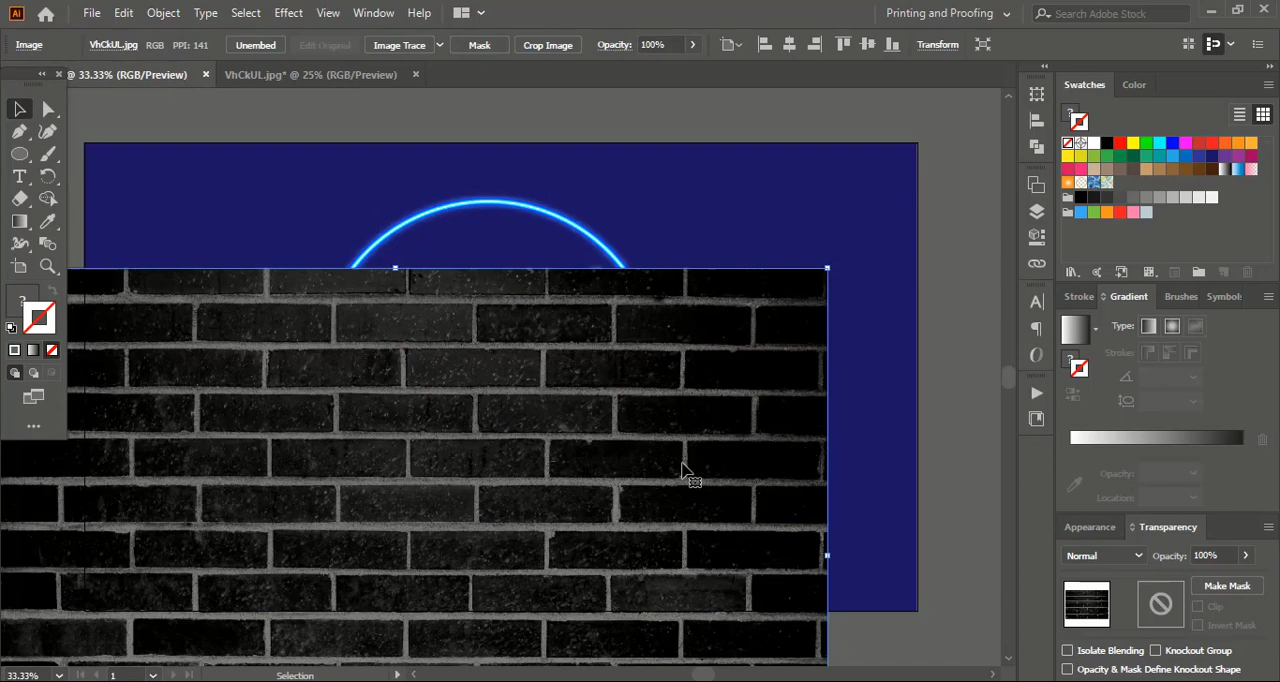 Ai File Edit Object Type Select Effect View Window Help Printing and Proofing Search Adobe Stock
Image VhCkUL.jpg RGB PPI: 141 Unembed Edit Original Image Trace Mask Crop Image Opacity: 100% Transform
@ 33.33% (RGB/Preview) × VhCkUL.jpg* @ 25% (RGB/Preview) ×
Swatches Color
Stroke Gradient Brushes Symbols
Type:
Stroke:
Opacity:
Location:
Appearance Transparency
Normal Opacity: 100%
Make Mask
Clip
Invert Mask
Isolate Blending Knockout Group
Opacity & Mask Define Knockout Shape
33.33% 1 Selection